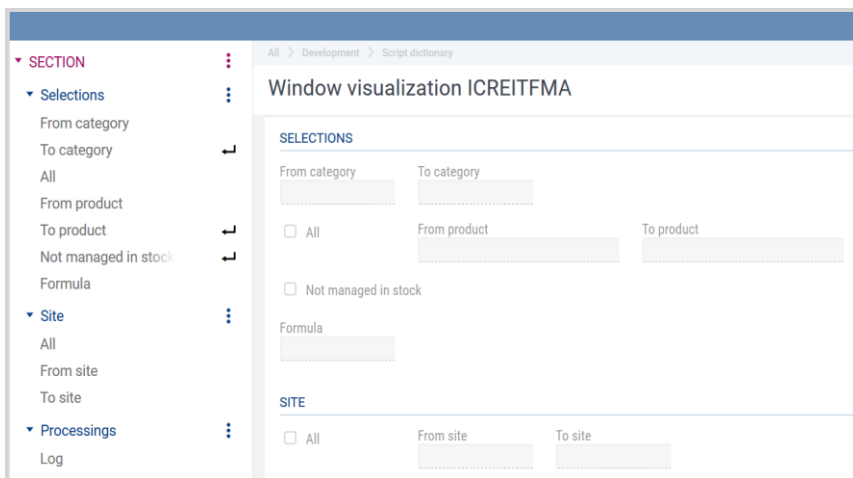 SECTION
Selections
From category
To category
All
From product
To product
Not managed in stock
Formula
Site
All
From site
To site
Processings
Log
All > Development > Script dictionary
Window visualization ICREITFMA
SELECTIONS
From category To category
All From product To product
Not managed in stock
Formula
SITE
All From site To site